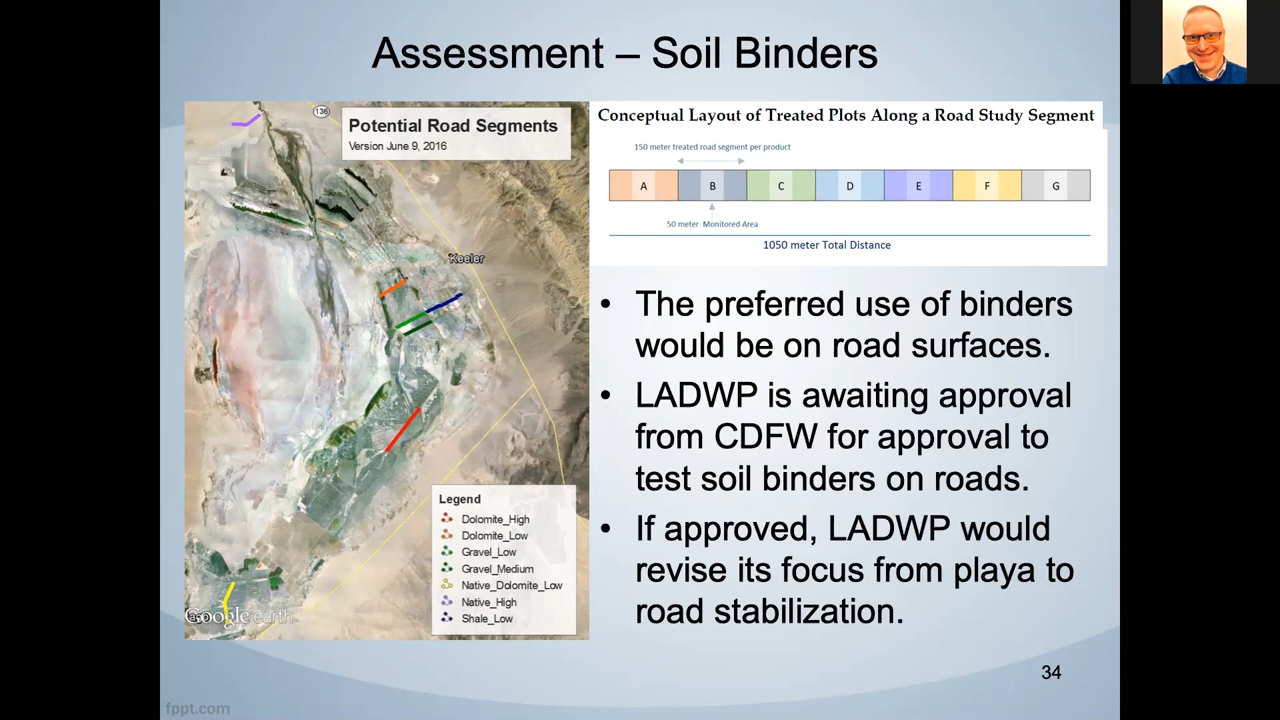 Assessment – Soil Binders
136
Potential Road Segments
Version June 9, 2016
Keeler
Legend
Dolomite_High
Dolomite_Low
Gravel_Low
Gravel_Medium
Native_Dolomite_Low
Native_High
Shale_Low
Google earth
Conceptual Layout of Treated Plots Along a Road Study Segment
150 meter treated road segment per product
A B C D E F G
50 meter Monitored Area
1050 meter Total Distance
• The preferred use of binders
would be on road surfaces.
• LADWP is awaiting approval
from CDFW for approval to
test soil binders on roads.
• If approved, LADWP would
revise its focus from playa to
road stabilization.
34
fppt.com